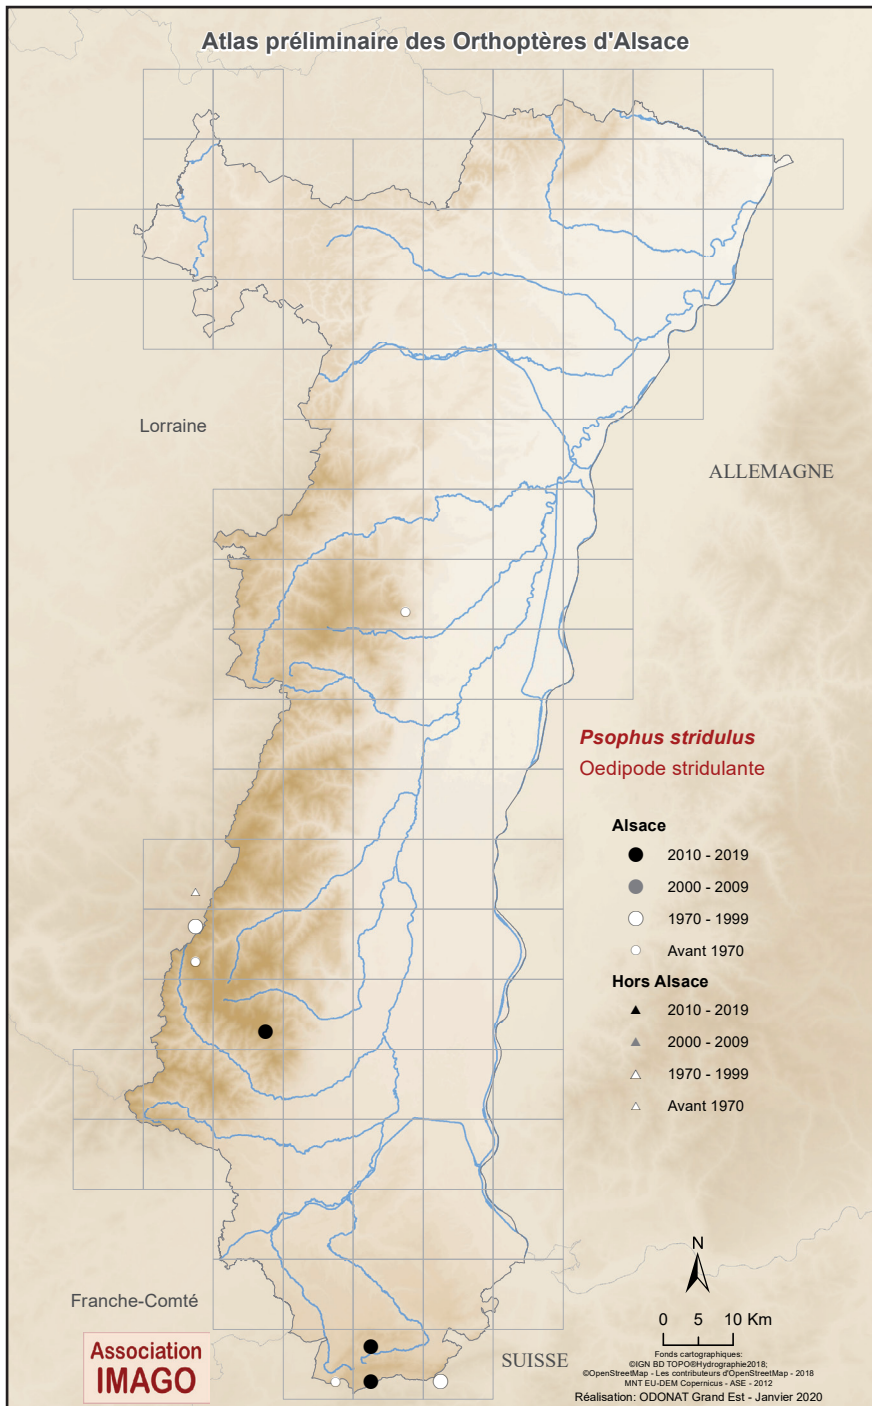 Atlas préliminaire des Orthoptères d'Alsace
Lorraine
ALLEMAGNE
Psophus stridulus
Oedipode stridulante
Alsace
2010 - 2019
2000 - 2009
1970 - 1999
Avant 1970
Hors Alsace
2010 - 2019
2000 - 2009
1970 - 1999
Avant 1970
N
Franche-Comté
0 5 10 Km
SUISSE
Association
IMAGO
Fonds cartographiques:
©IGN BD TOPO®Hydrographie2018;
©OpenStreetMap - Les contributeurs d'OpenStreetMap - 2018
MNT EU-DEM Copernicus - ASE - 2012
Réalisation: ODONAT Grand Est - Janvier 2020